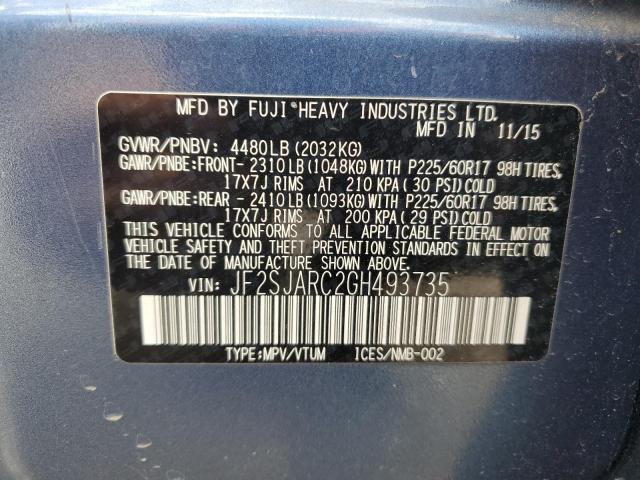 MFD BY FUJI HEAVY INDUSTRIES LTD.
MFD IN 11/15
GVWR/PNBV: 4480LB (2032KG)
GAWR/PNBE:FRONT- 2310LB(1048KG)WITH P225/60R17 98H TIRES,
17X7J RIMS AT 210 KPA(30 PSI)COLD
GAWR/PNBE:REAR - 2410LB(1093KG)WITH P225/60R17 98H TIRES,
17X7J RIMS AT 200 KPA(29 PSI)COLD
THIS VEHICLE CONFORMS TO ALL APPLICABLE FEDERAL MOTOR
VEHICLE SAFETY AND THEFT PREVENTION STANDARDS IN EFFECT ON
THE DATE OF MANUFACTURE SHOWN ABOVE.
VIN: JF2SJARC2GH493735
TYPE:MPV/VTUM ICES/NMB-002